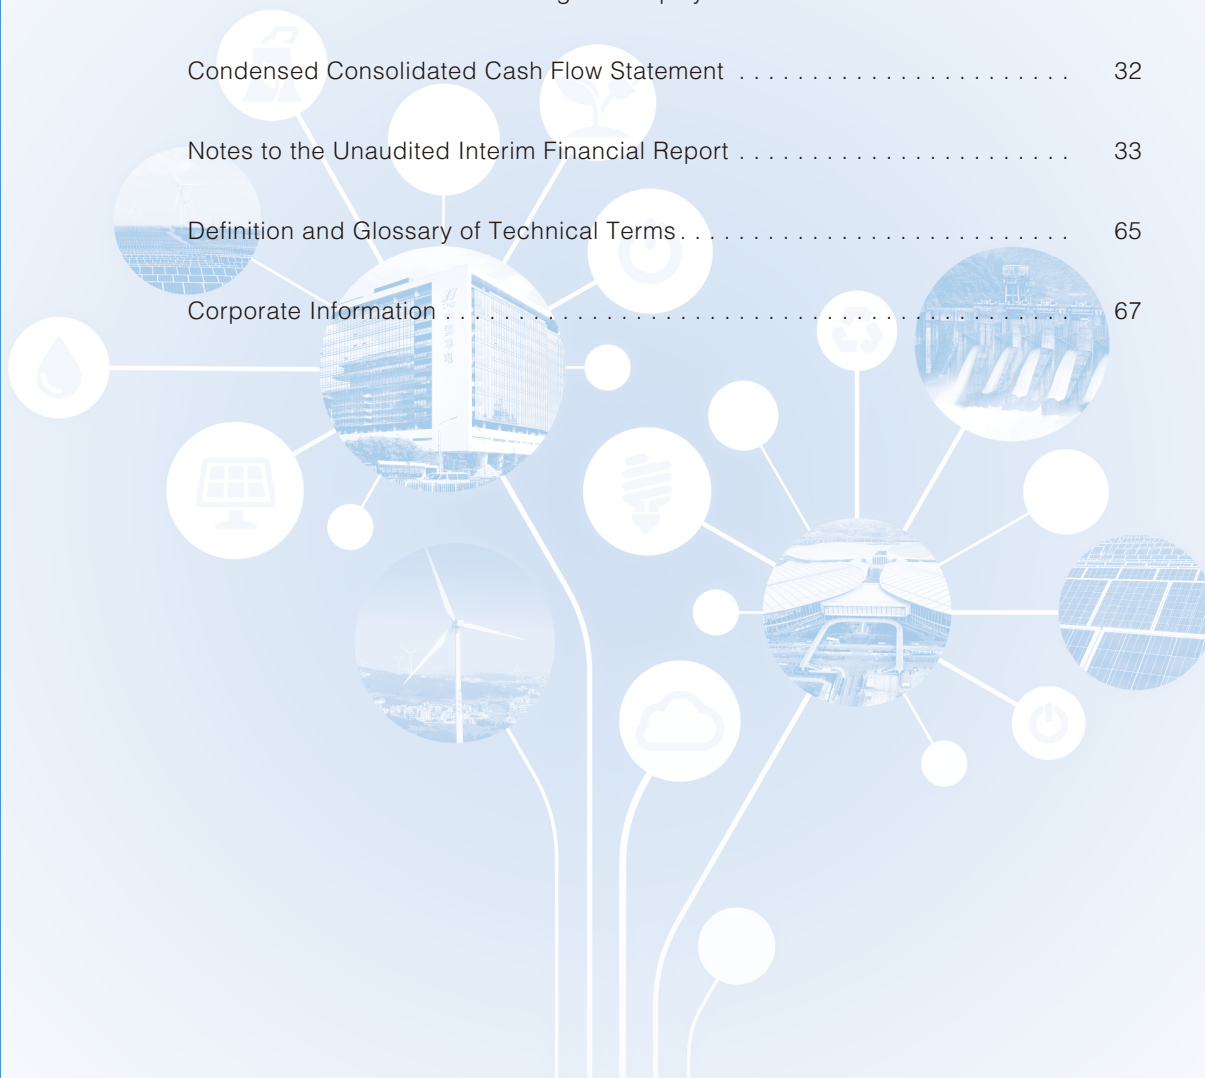 Condensed Consolidated Cash Flow Statement . . . . . . . . . . . . . . . . . . . . . . . 32
Notes to the Unaudited Interim Financial Report . . . . . . . . . . . . . . . . . . . . . . . 33
Definition and Glossary of Technical Terms . . . . . . . . . . . . . . . . . . . . . . . . . . . 65
Corporate Information . . . . . . . . . . . . . . . . . . . . . . . . . . . . . . . . . . . . . . . . . . . 67